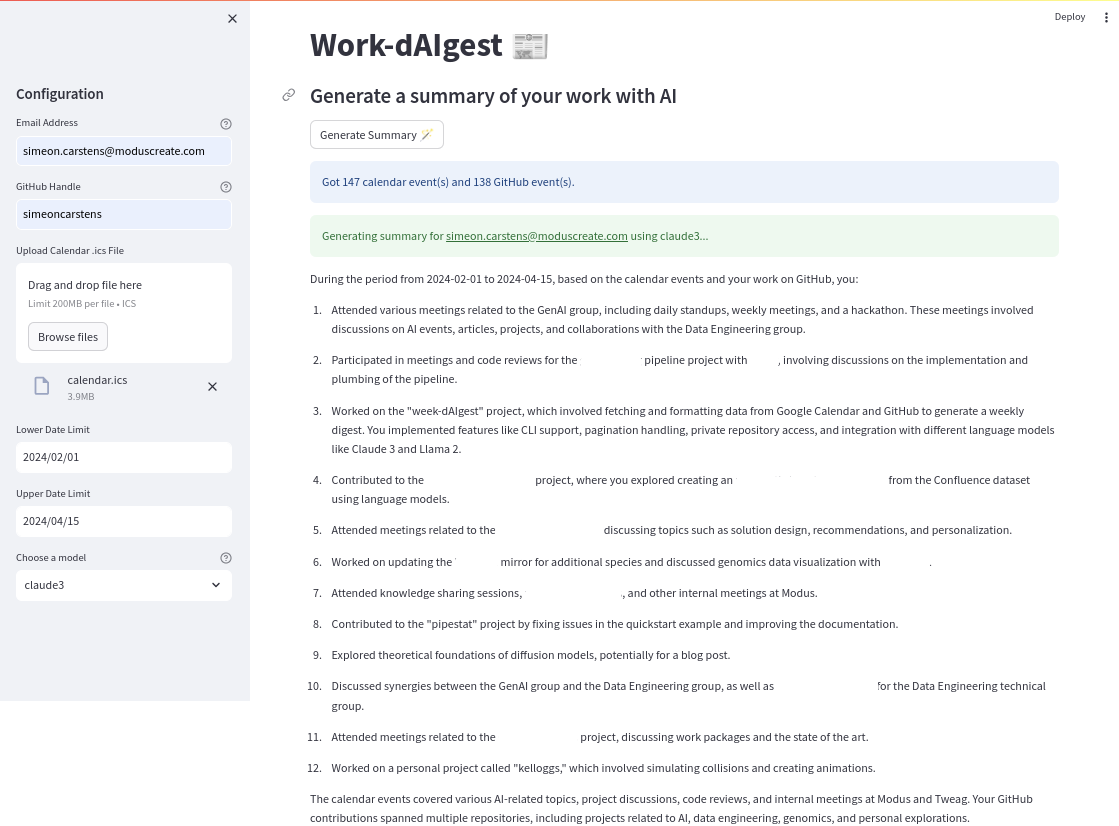 Deploy
Work-dAIgest
Configuration
Generate a summary of your work with AI
Email Address
simeon.carstens@moduscreate.com
Generate Summary
GitHub Handle
simeoncarstens
Got 147 calendar event(s) and 138 GitHub event(s).
Upload Calendar .ics File
Drag and drop file here
Limit 200MB per file • ICS
Browse files
calendar.ics
3.9MB
Lower Date Limit
2024/02/01
Upper Date Limit
2024/04/15
Choose a model
claude3
Generating summary for simeon.carstens@moduscreate.com using claude3...
During the period from 2024-02-01 to 2024-04-15, based on the calendar events and your work on GitHub, you:
1. Attended various meetings related to the GenAI group, including daily standups, weekly meetings, and a hackathon. These meetings involved
discussions on AI events, articles, projects, and collaborations with the Data Engineering group.
2. Participated in meetings and code reviews for the pipeline project with , involving discussions on the implementation and
plumbing of the pipeline.
3. Worked on the "week-dAIgest" project, which involved fetching and formatting data from Google Calendar and GitHub to generate a weekly
digest. You implemented features like CLI support, pagination handling, private repository access, and integration with different language models
like Claude 3 and Llama 2.
4. Contributed to the project, where you explored creating an from the Confluence dataset
using language models.
5. Attended meetings related to the discussing topics such as solution design, recommendations, and personalization.
6. Worked on updating the mirror for additional species and discussed genomics data visualization with .
7. Attended knowledge sharing sessions, , and other internal meetings at Modus.
8. Contributed to the "pipestat" project by fixing issues in the quickstart example and improving the documentation.
9. Explored theoretical foundations of diffusion models, potentially for a blog post.
10. Discussed synergies between the GenAI group and the Data Engineering group, as well as for the Data Engineering technical
group.
11. Attended meetings related to the project, discussing work packages and the state of the art.
12. Worked on a personal project called "kelloggs," which involved simulating collisions and creating animations.
The calendar events covered various AI-related topics, project discussions, code reviews, and internal meetings at Modus and Tweag. Your GitHub
contributions spanned multiple repositories, including projects related to AI, data engineering, genomics, and personal explorations.